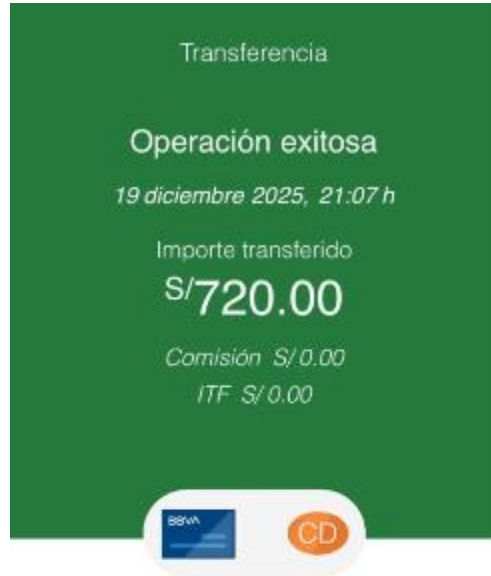 Transferencia
Operación exitosa
19 diciembre 2025, 21:07 h
Importe transferido
S/720.00
Comisión S/ 0.00
ITF S/ 0.00
BBVA
CD